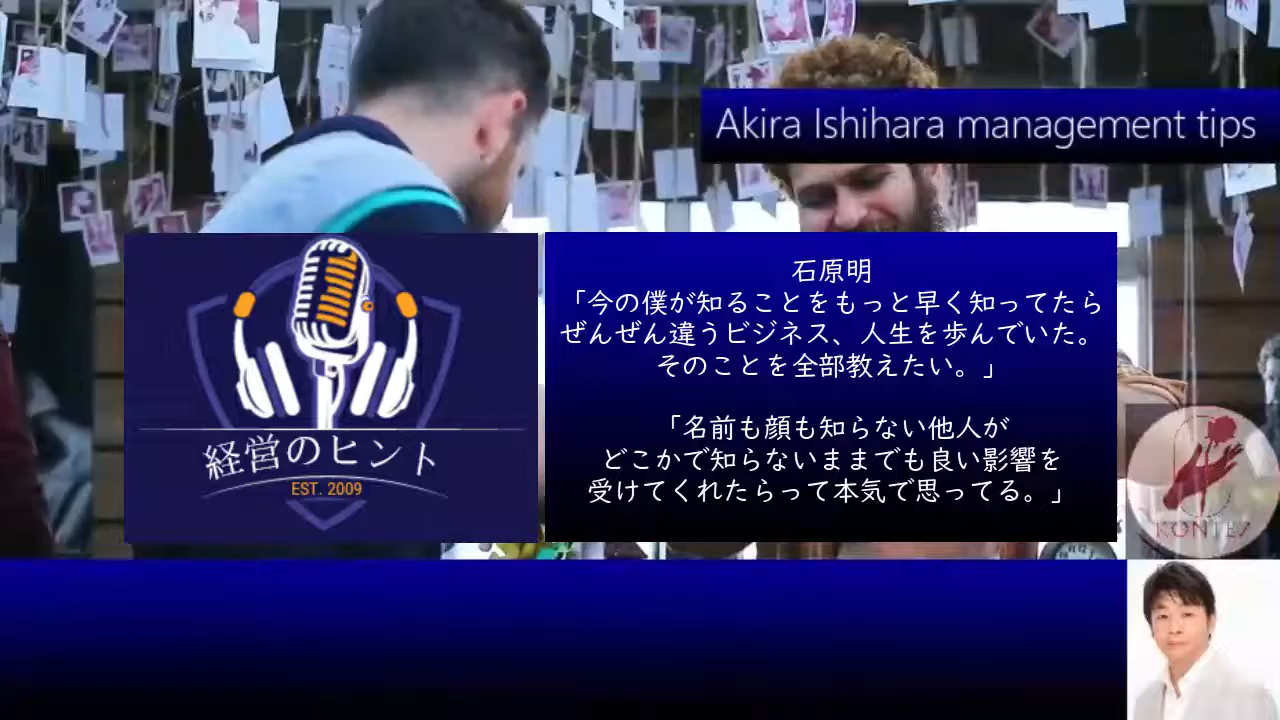 Akira Ishihara management tips
石原明
「今の僕が知ることをもっと早く知ってたら
ぜんぜん違うビジネス、人生を歩んでいた。
そのことを全部教えたい。」
「名前も顔も知らない他人が
どこかで知らないままでも良い影響を
受けてくれたらって本気で思ってる。」
経営のヒント
EST. 2009